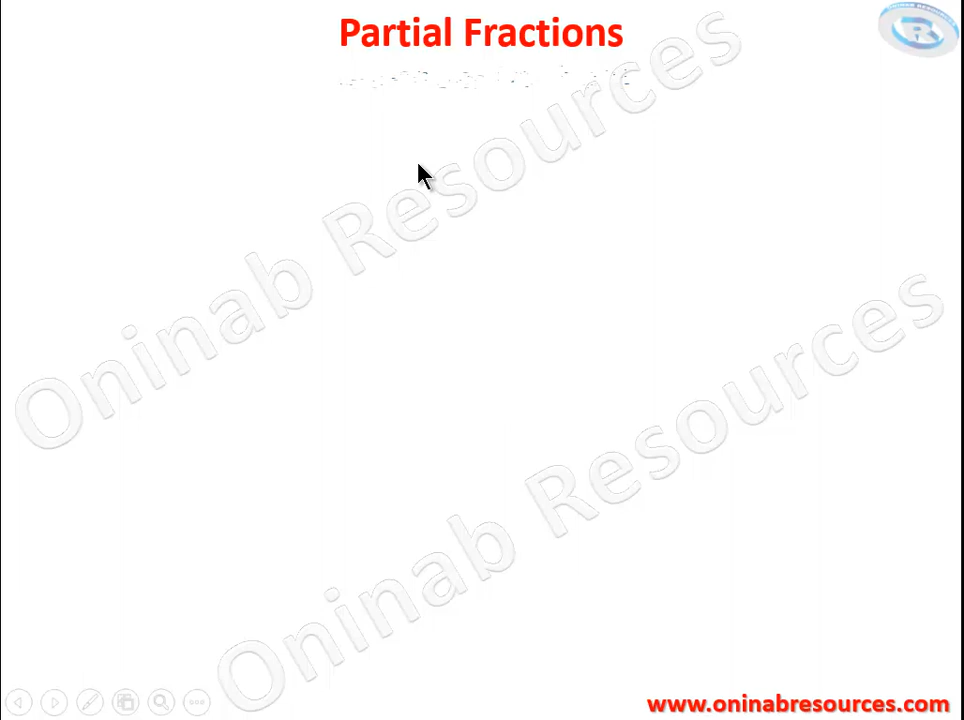 Partial Fractions
Oninab Resources
Oninab Resources
www.oninabresources.com